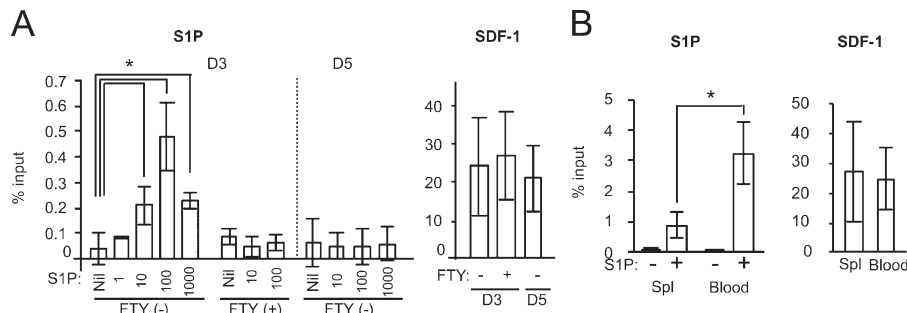 A
S1P
SDF-1
B
S1P
SDF-1
*
D3
D5
*
0.7
0.6
0.5
0.4
0.3
0.2
0.1
0
% input
40
30
20
10
0
5
4
3
2
1
0
% input
50
40
30
20
10
0
S1P: Nil 1 10 100 1000 Nil 10 100 Nil 10 100 1000
FTY (-) FTY (+) FTY (-)
FTY: - + -
D3 D5
S1P: - + - +
Spl Blood
Spl Blood